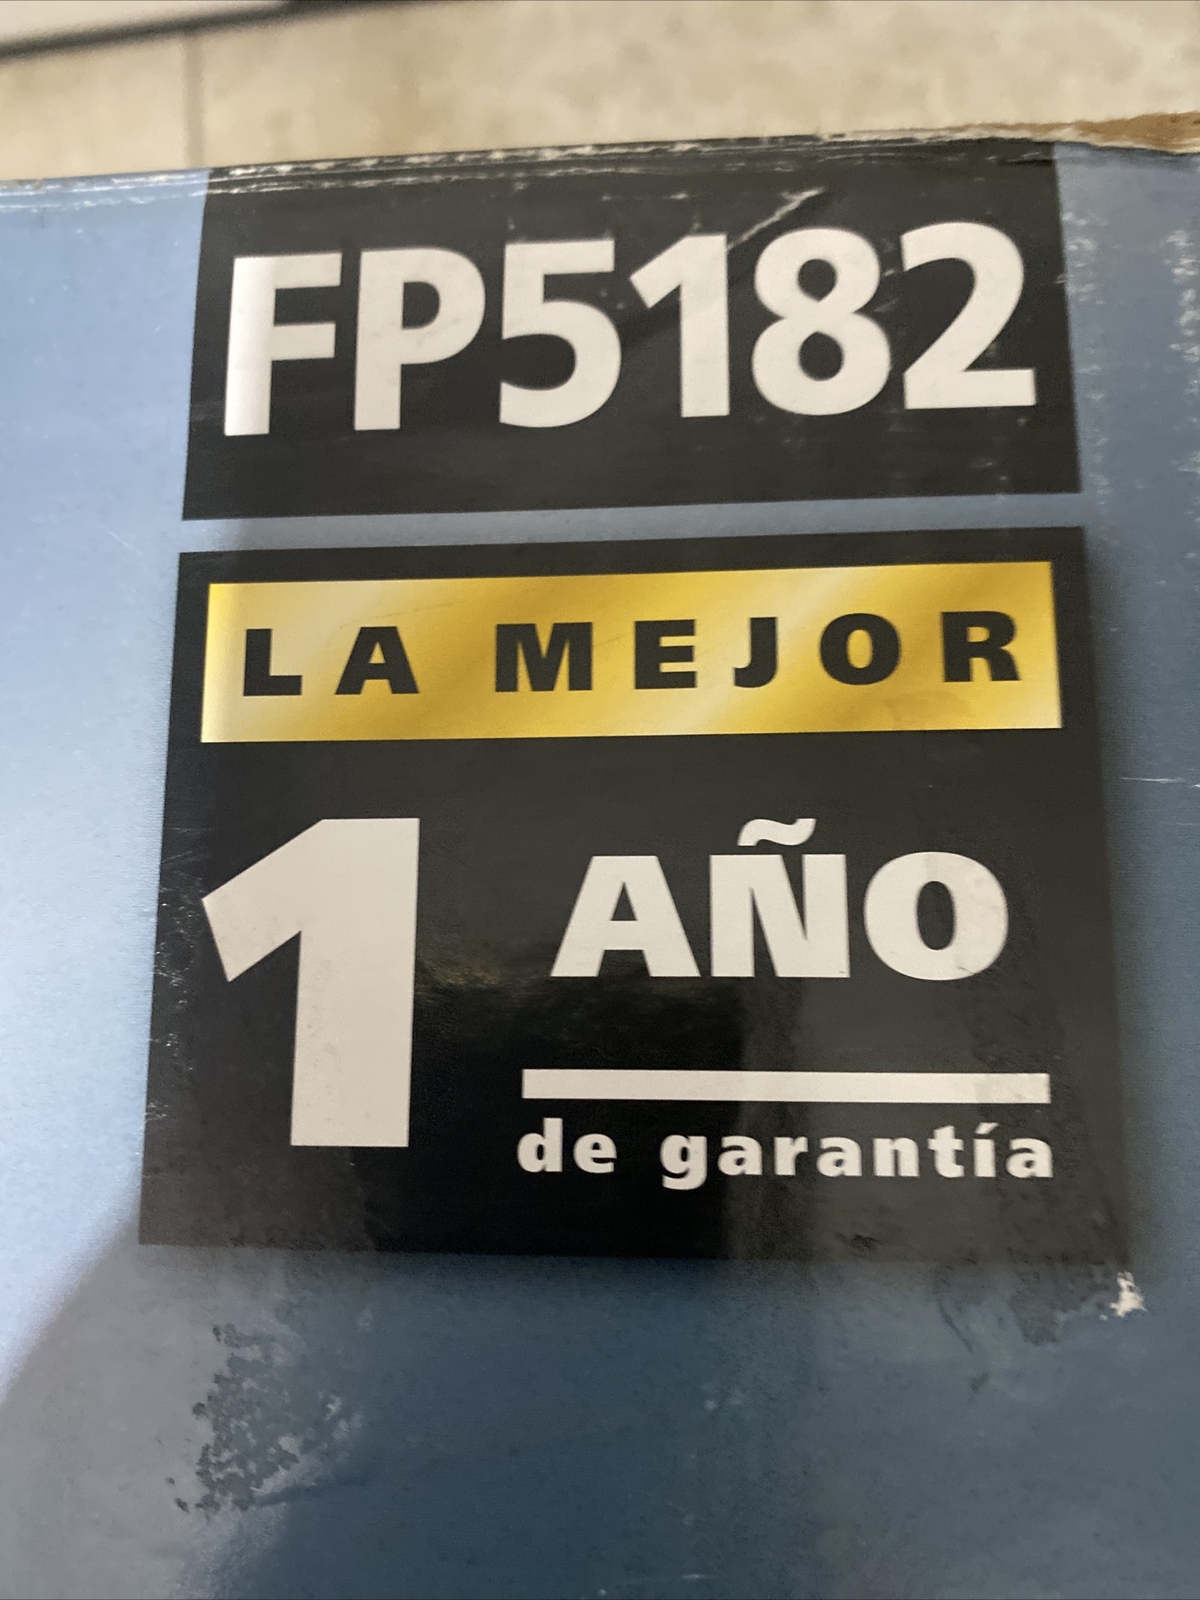 FP5182
LA MEJOR
1 AÑO
de garantía